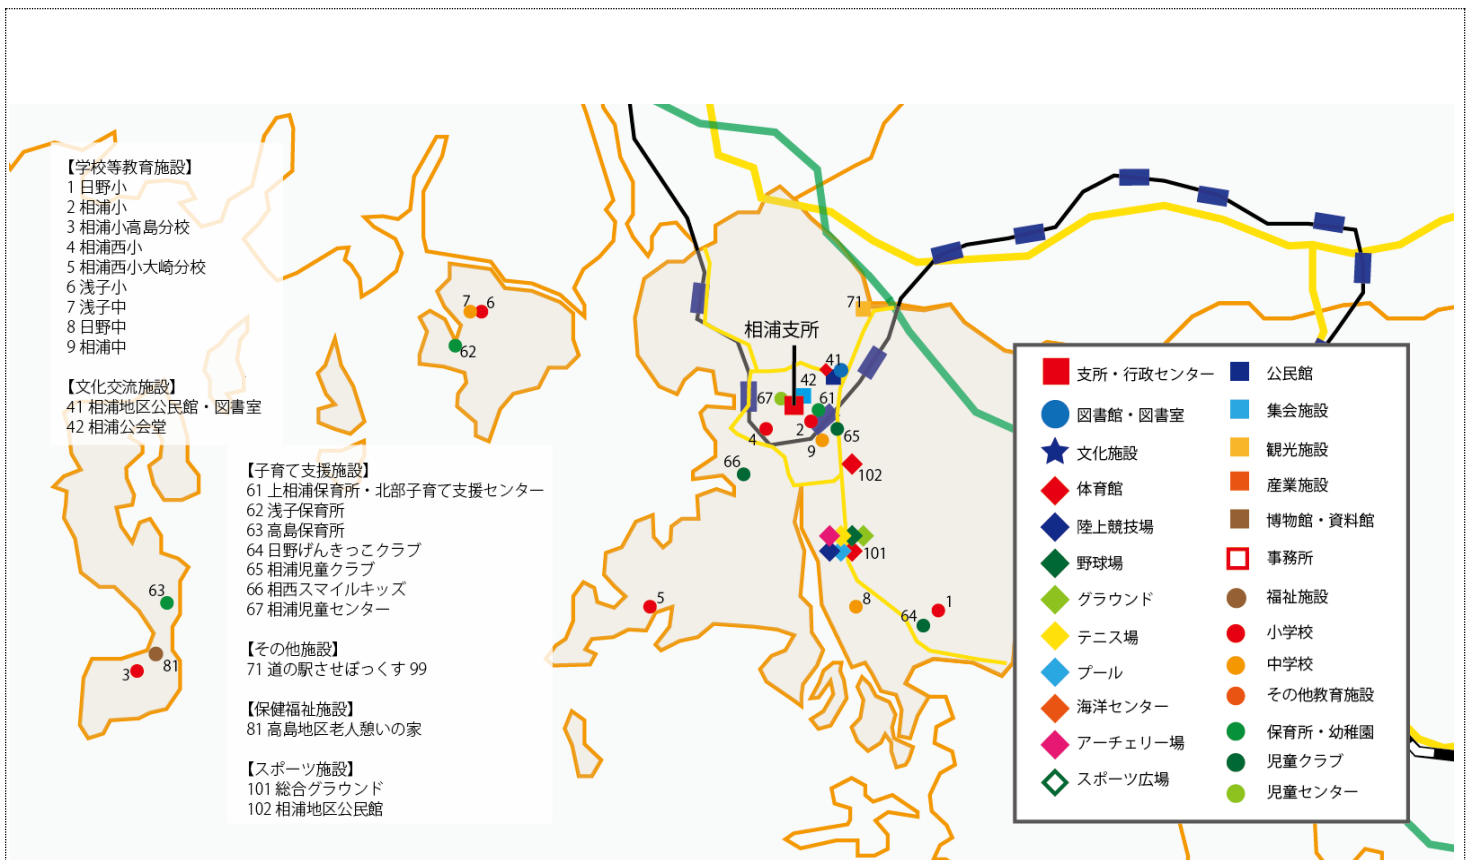 【学校等教育施設】
1 日野小
2 相浦小
3 相浦小高島分校
4 相浦西小
5 相浦西小大崎分校
6 浅子小
7 浅子中
8 日野中
9 相浦中
【文化交流施設】
41 相浦地区公民館・図書室
42 相浦公会堂
【子育て支援施設】
61 上相浦保育所・北部子育て支援センター
62 浅子保育所
63 高島保育所
64 日野げんきっこクラブ
65 相浦児童クラブ
66 相西スマイルキッズ
67 相浦児童センター
【その他施設】
71 道の駅させぼっくす 99
【保健福祉施設】
81 高島地区老人憩いの家
【スポーツ施設】
101 総合グラウンド
102 相浦地区公民館
7
6
62
63
81
3
71
相浦支所
41
42
67
61
2
4
9
65
66
102
101
5
8
64
1
支所・行政センター
図書館・図書室
文化施設
体育館
陸上競技場
野球場
グラウンド
テニス場
プール
海洋センター
アーチェリー場
スポーツ広場
公民館
集会施設
観光施設
産業施設
博物館・資料館
事務所
福祉施設
小学校
中学校
その他教育施設
保育所・幼稚園
児童クラブ
児童センター